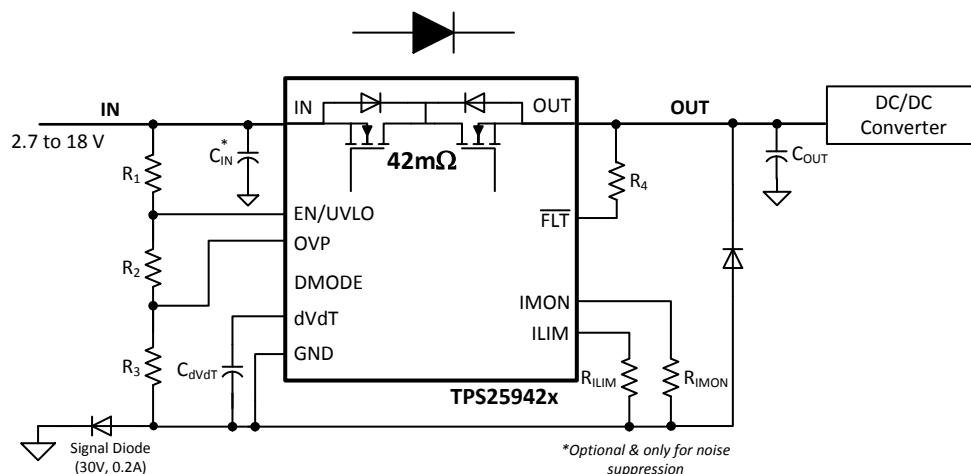 IN
2.7 to 18 V
R1
CIN*
R2
R3
CdVdT
Signal Diode
(30V, 0.2A)
IN
OUT
42mΩ
EN/UVLO
OVP
DMODE
dVdT
GND
FLT
IMON
ILIM
TPS25942x
OUT
R4
RILIM
RIMON
COUT
DC/DC
Converter
*Optional & only for noise
suppression